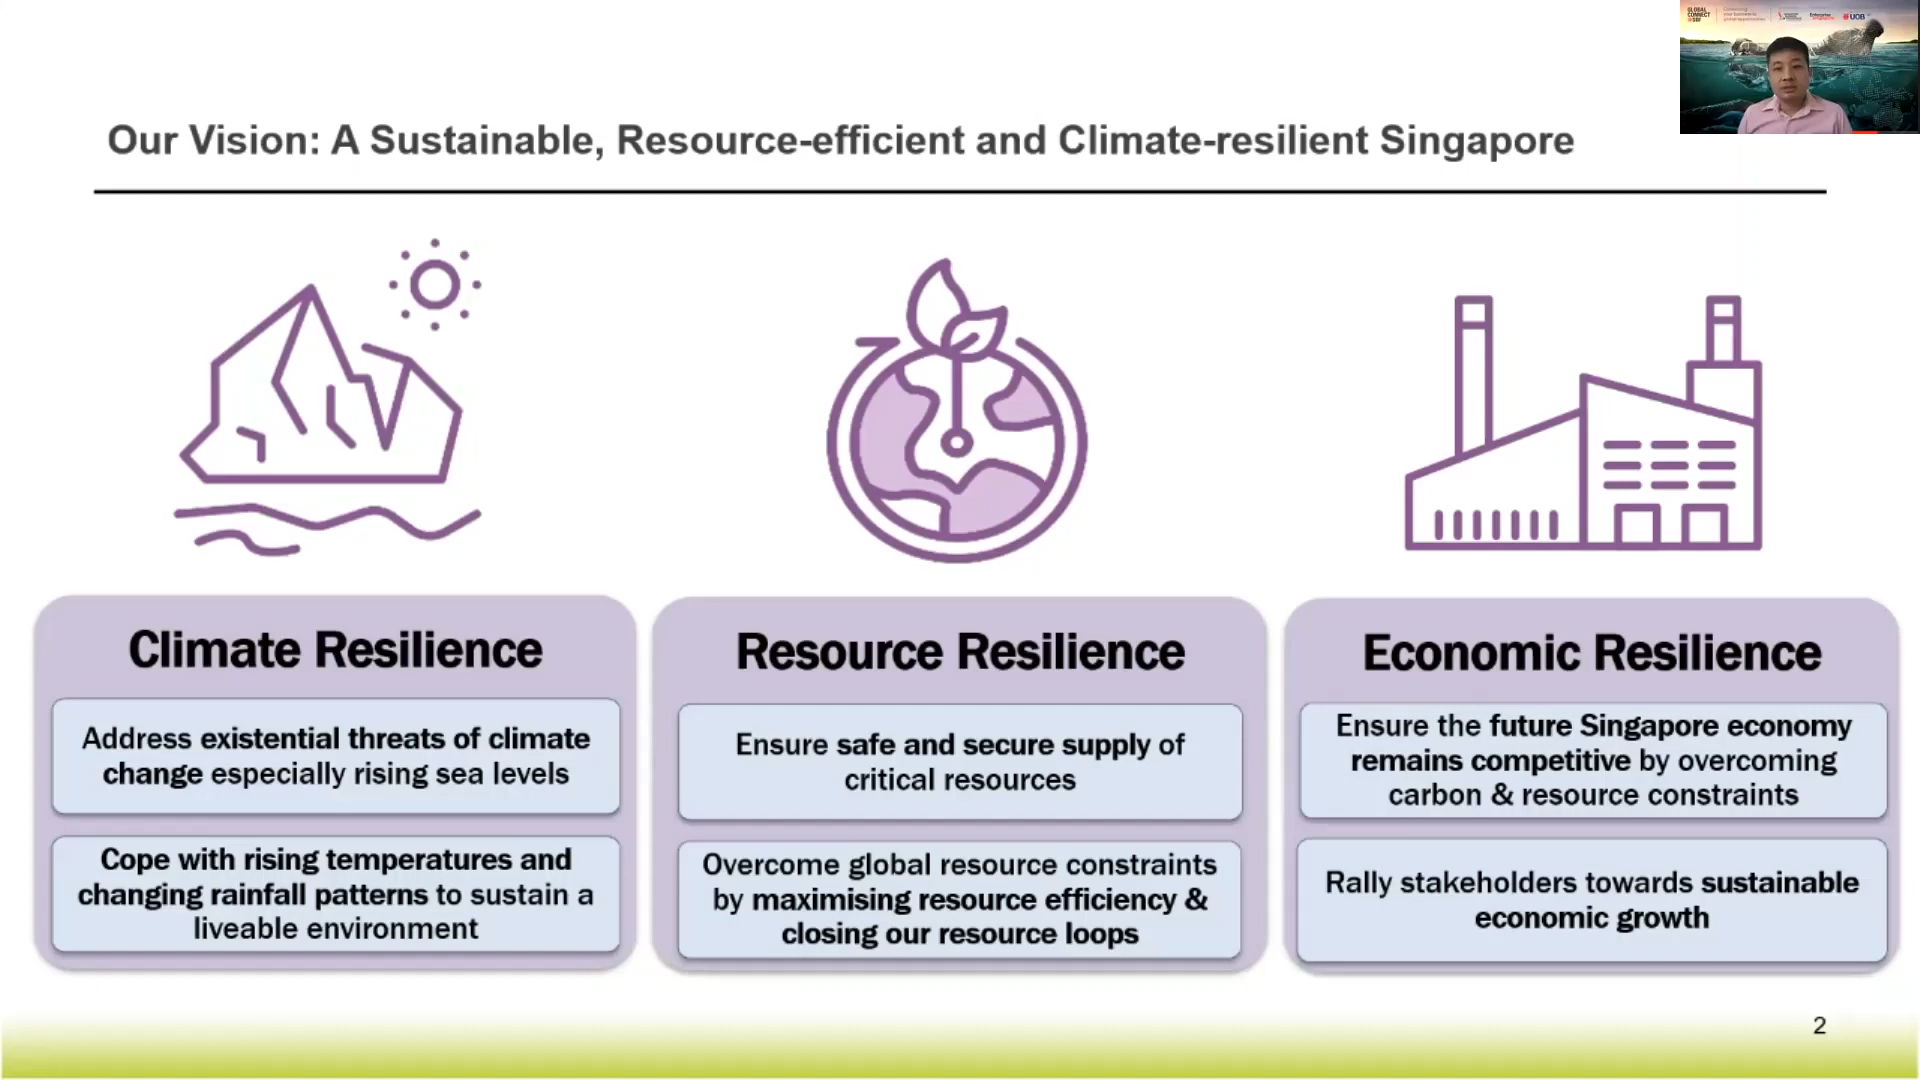 GLOBAL
CONNECT
@SBF
UOB
Our Vision: A Sustainable, Resource-efficient and Climate-resilient Singapore
Climate Resilience
Address existential threats of climate
change especially rising sea levels
Cope with rising temperatures and
changing rainfall patterns to sustain a
liveable environment
Resource Resilience
Ensure safe and secure supply of
critical resources
Overcome global resource constraints
by maximising resource efficiency &
closing our resource loops
Economic Resilience
Ensure the future Singapore economy
remains competitive by overcoming
carbon & resource constraints
Rally stakeholders towards sustainable
economic growth
2